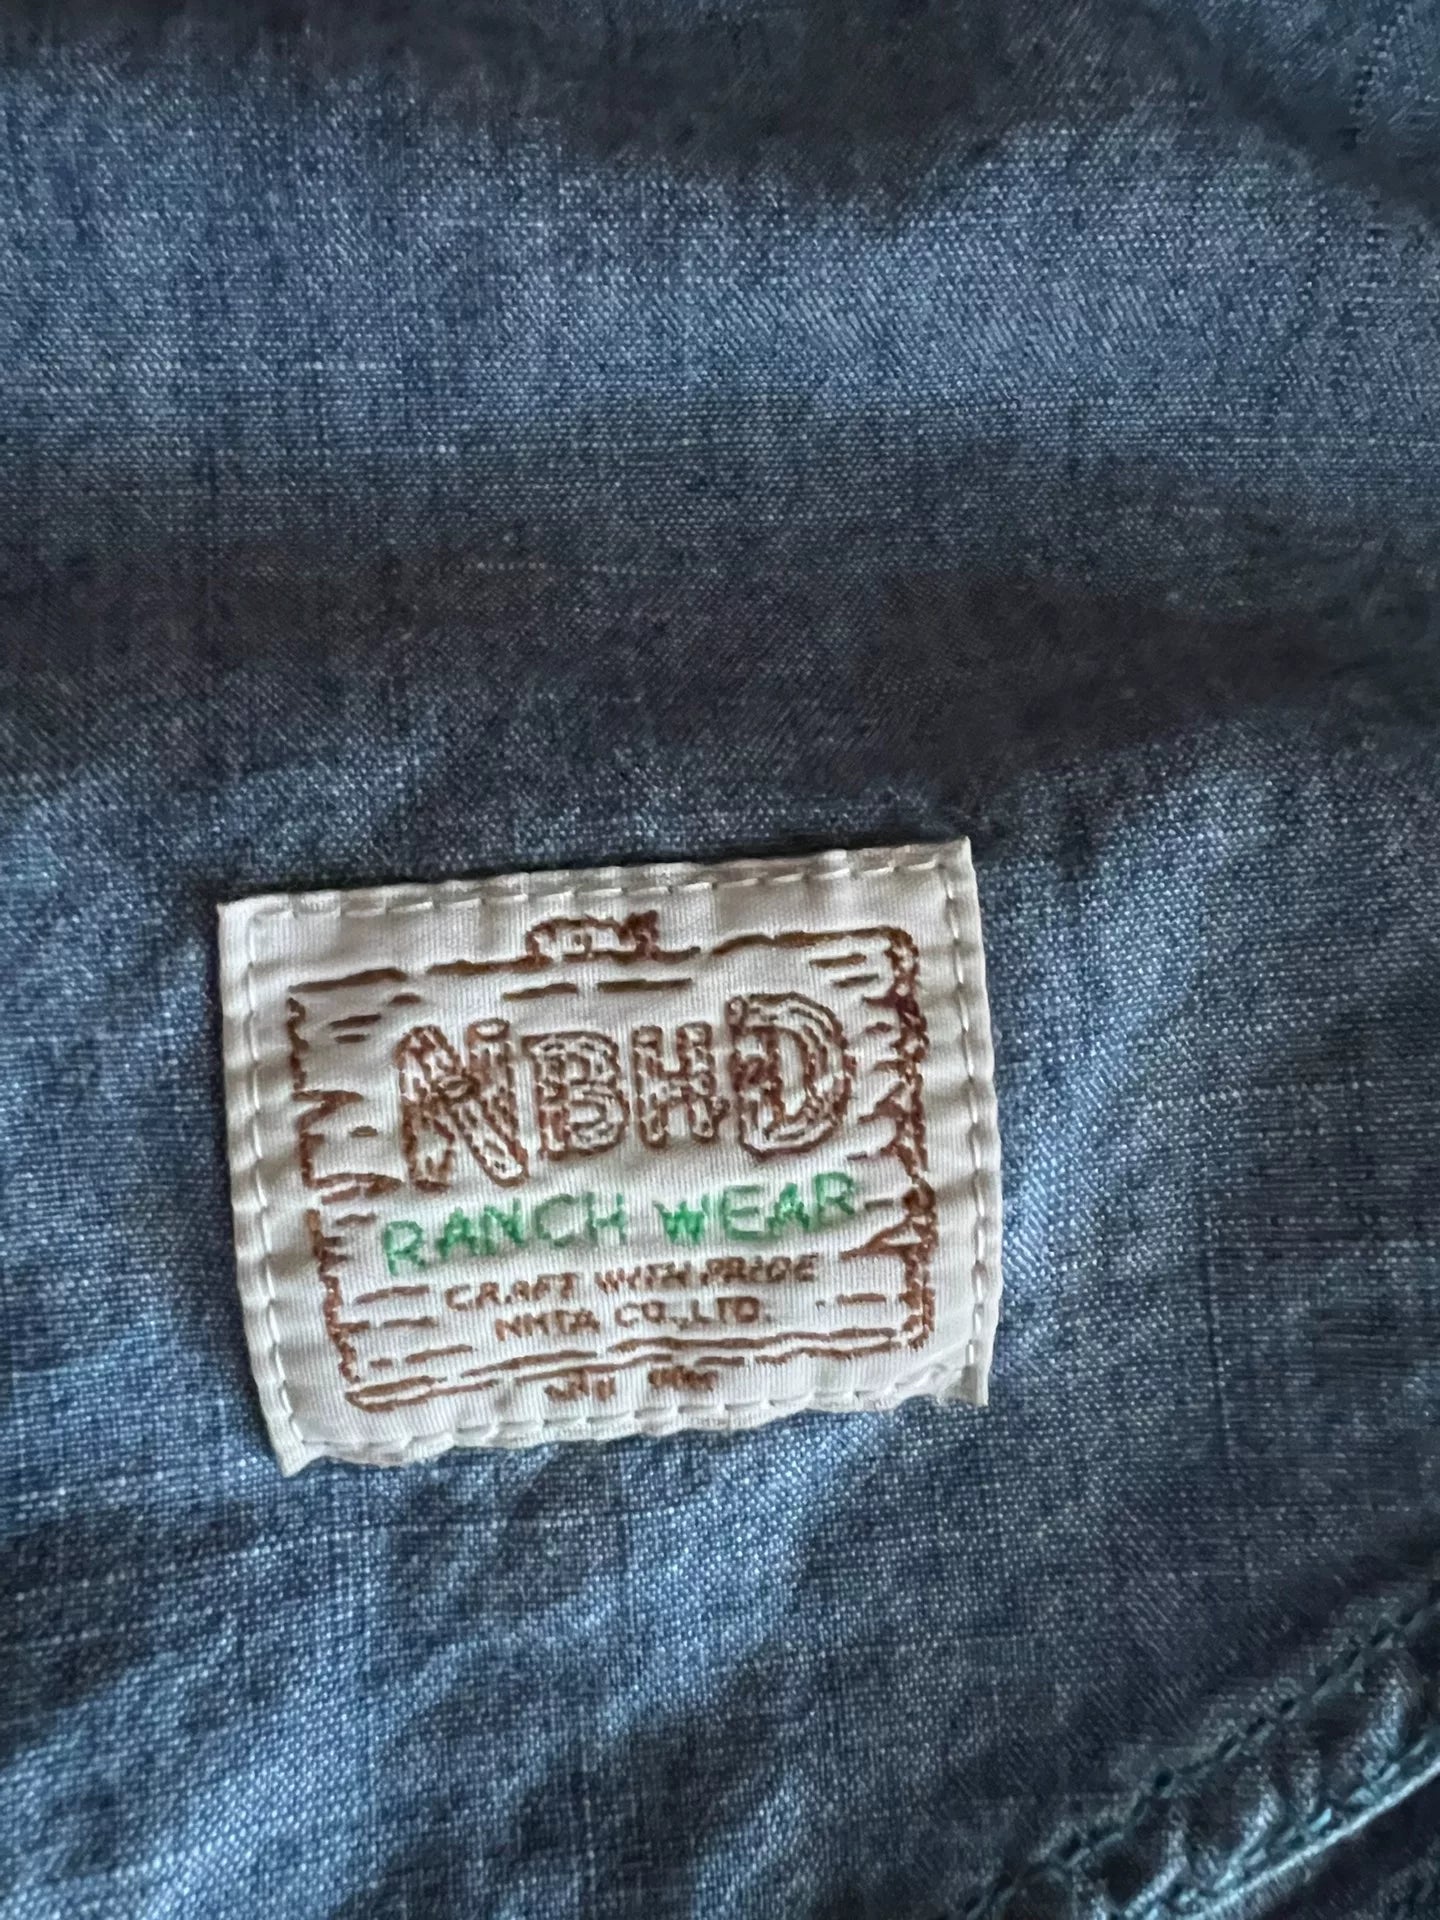 NBHD
RANCH WEAR
CRAFT WITH PRIDE
NHTA CO.,LTD.